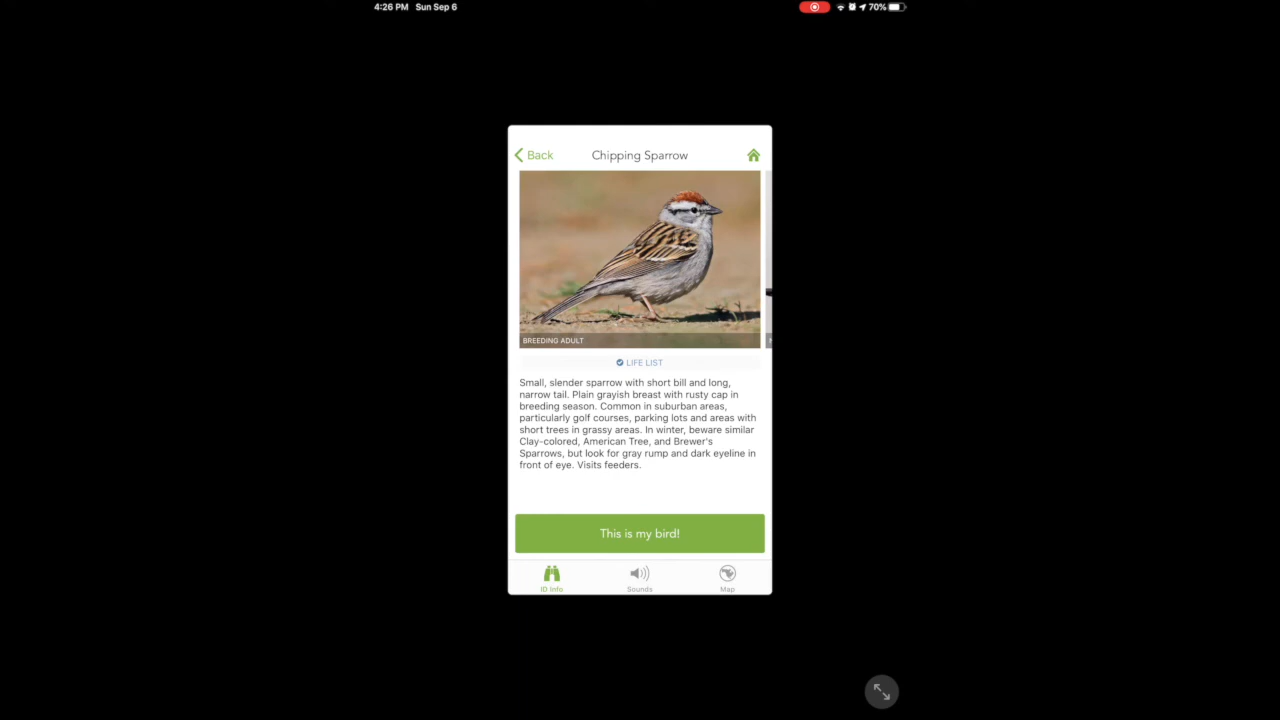 4:26 PM Sun Sep 6
70%
Back
Chipping Sparrow
BREEDING ADULT
LIFE LIST
Small, slender sparrow with short bill and long,
narrow tail. Plain grayish breast with rusty cap in
breeding season. Common in suburban areas,
particularly golf courses, parking lots and areas with
short trees in grassy areas. In winter, beware similar
Clay-colored, American Tree, and Brewer's
Sparrows, but look for gray rump and dark eyeline in
front of eye. Visits feeders.
This is my bird!
ID Info
Sounds
Map